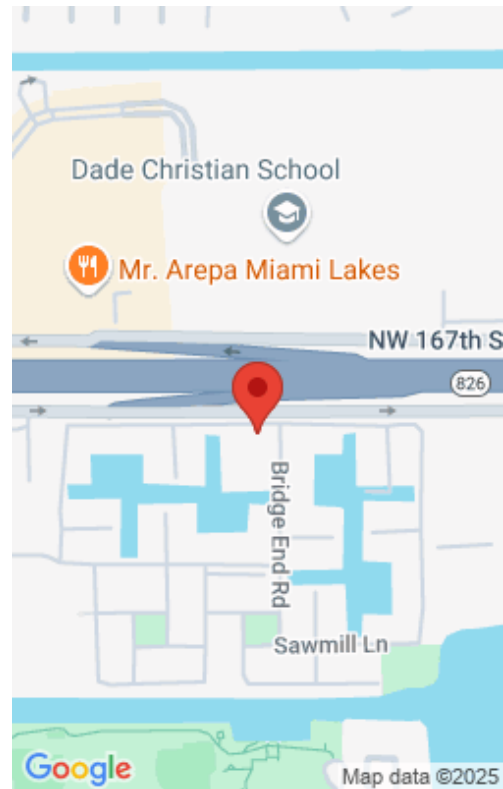 Dade Christian School
Mr. Arepa Miami Lakes
NW 167th S
826
Bridge End Rd
Sawmill Ln
Google
Map data ©2025